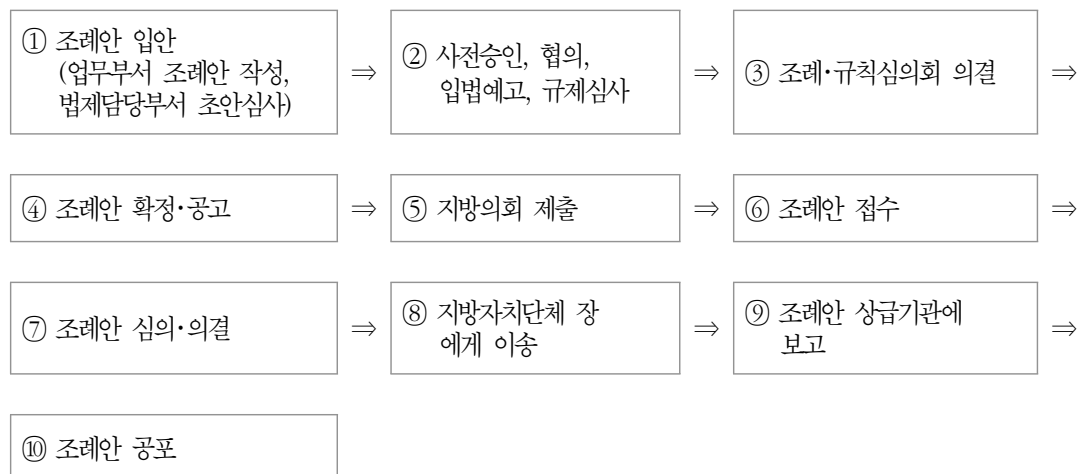 ① 조례안 입안
(업무부서 조례안 작성,
법제담당부서 초안심사)
⇒
② 사전승인, 협의,
입법예고, 규제심사
⇒
③ 조례·규칙심의회 의결
⇒
④ 조례안 확정·공고
⇒
⑤ 지방의회 제출
⇒
⑥ 조례안 접수
⇒
⑦ 조례안 심의·의결
⇒
⑧ 지방자치단체 장
에게 이송
⇒
⑨ 조례안 상급기관에
보고
⇒
⑩ 조례안 공포